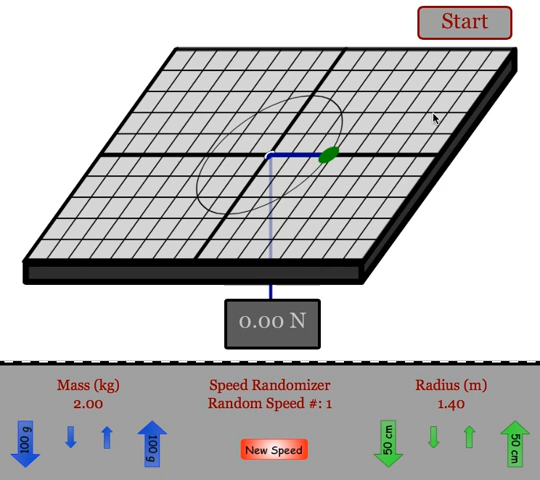 Start
0.00 N
Mass (kg)
2.00
Speed Randomizer
Random Speed #: 1
Radius (m)
1.40
100 g
100 g
New Speed
50 cm
50 cm